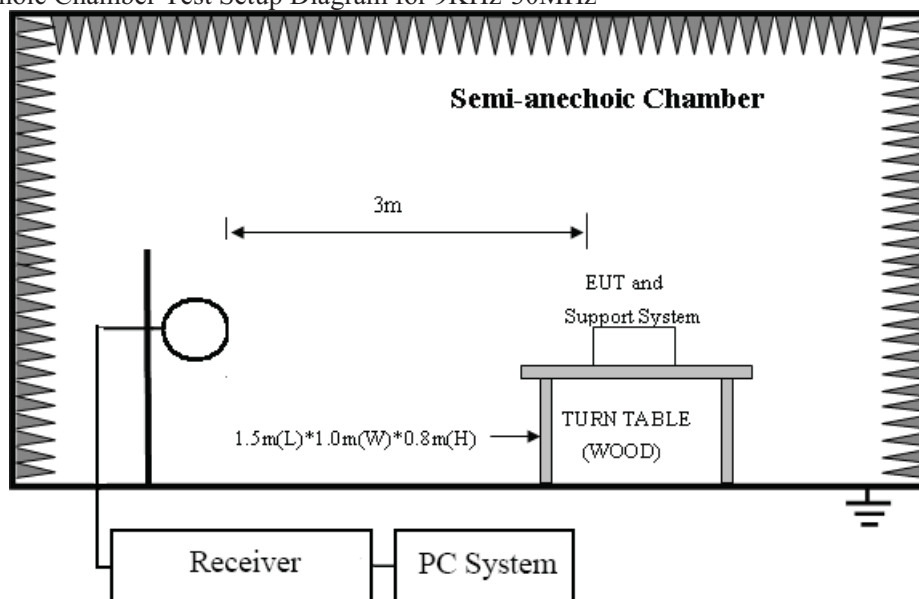 Chamber Test Setup Diagram for 9KHz-30MHz
Semi-anechoic Chamber
3m
EUT and
Support System
1.5m(L)*1.0m(W)*0.8m(H)
TURN TABLE
(WOOD)
Receiver
PC System